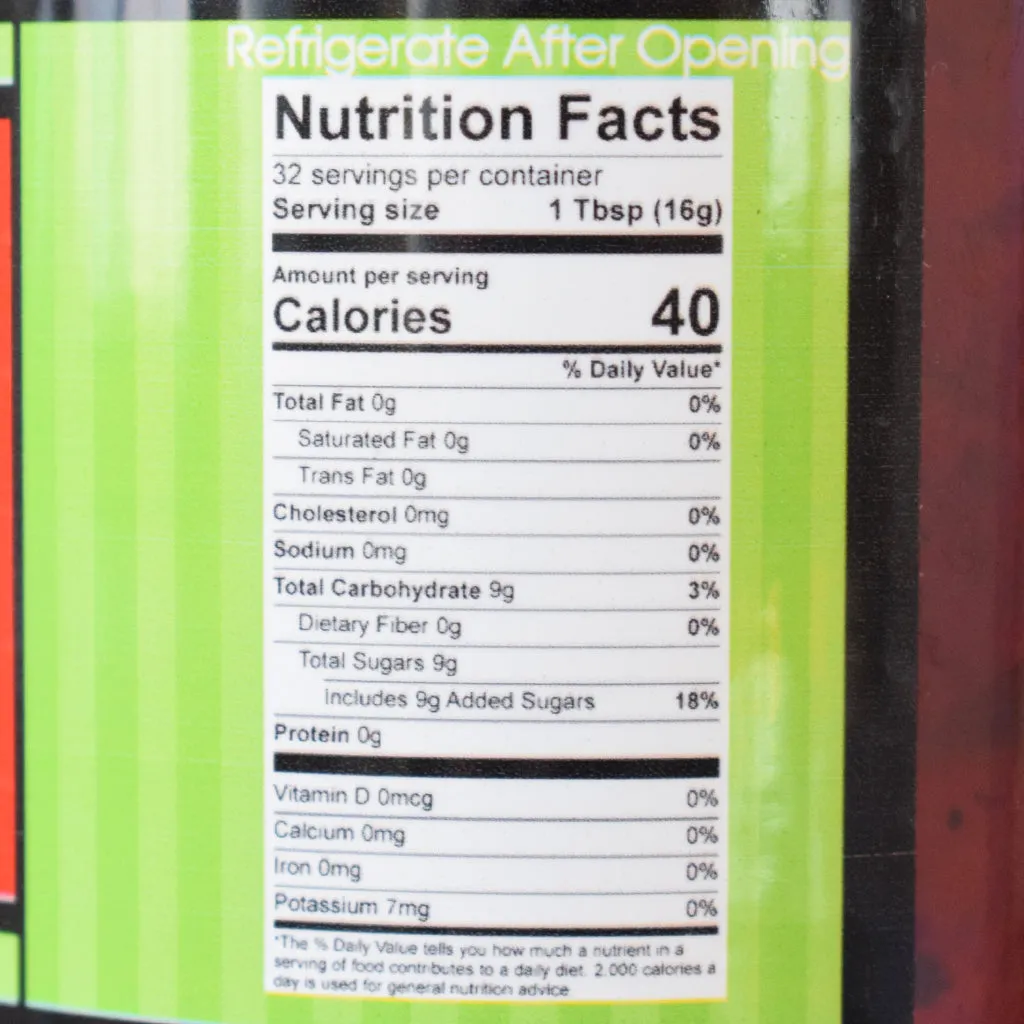 Refrigerate After Opening
Nutrition Facts
32 servings per container
Serving size 1 Tbsp (16g)
Amount per serving
Calories 40
% Daily Value*
Total Fat 0g 0%
Saturated Fat 0g 0%
Trans Fat 0g
Cholesterol 0mg 0%
Sodium 0mg 0%
Total Carbohydrate 9g 3%
Dietary Fiber 0g 0%
Total Sugars 9g
Includes 9g Added Sugars 18%
Protein 0g
Vitamin D 0mcg 0%
Calcium 0mg 0%
Iron 0mg 0%
Potassium 7mg 0%
*The % Daily Value tells you how much a nutrient in a
serving of food contributes to a daily diet. 2,000 calories a
day is used for general nutrition advice